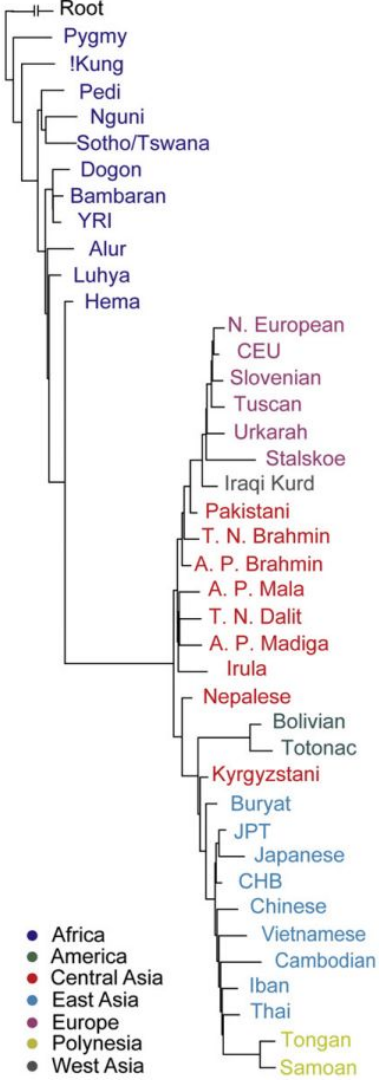 Root
Pygmy
!Kung
Pedi
Nguni
Sotho/Tswana
Dogon
Bambaran
YRI
Alur
Luhya
Hema
N. European
CEU
Slovenian
Tuscan
Urkarah
Stalskoe
Iraqi Kurd
Pakistani
T. N. Brahmin
A. P. Brahmin
A. P. Mala
T. N. Dalit
A. P. Madiga
Irula
Nepalese
Bolivian
Totonac
Kyrgyzstani
Buryat
JPT
Japanese
CHB
Chinese
Vietnamese
Cambodian
Iban
Thai
Tongan
Samoan
Africa
America
Central Asia
East Asia
Europe
Polynesia
West Asia